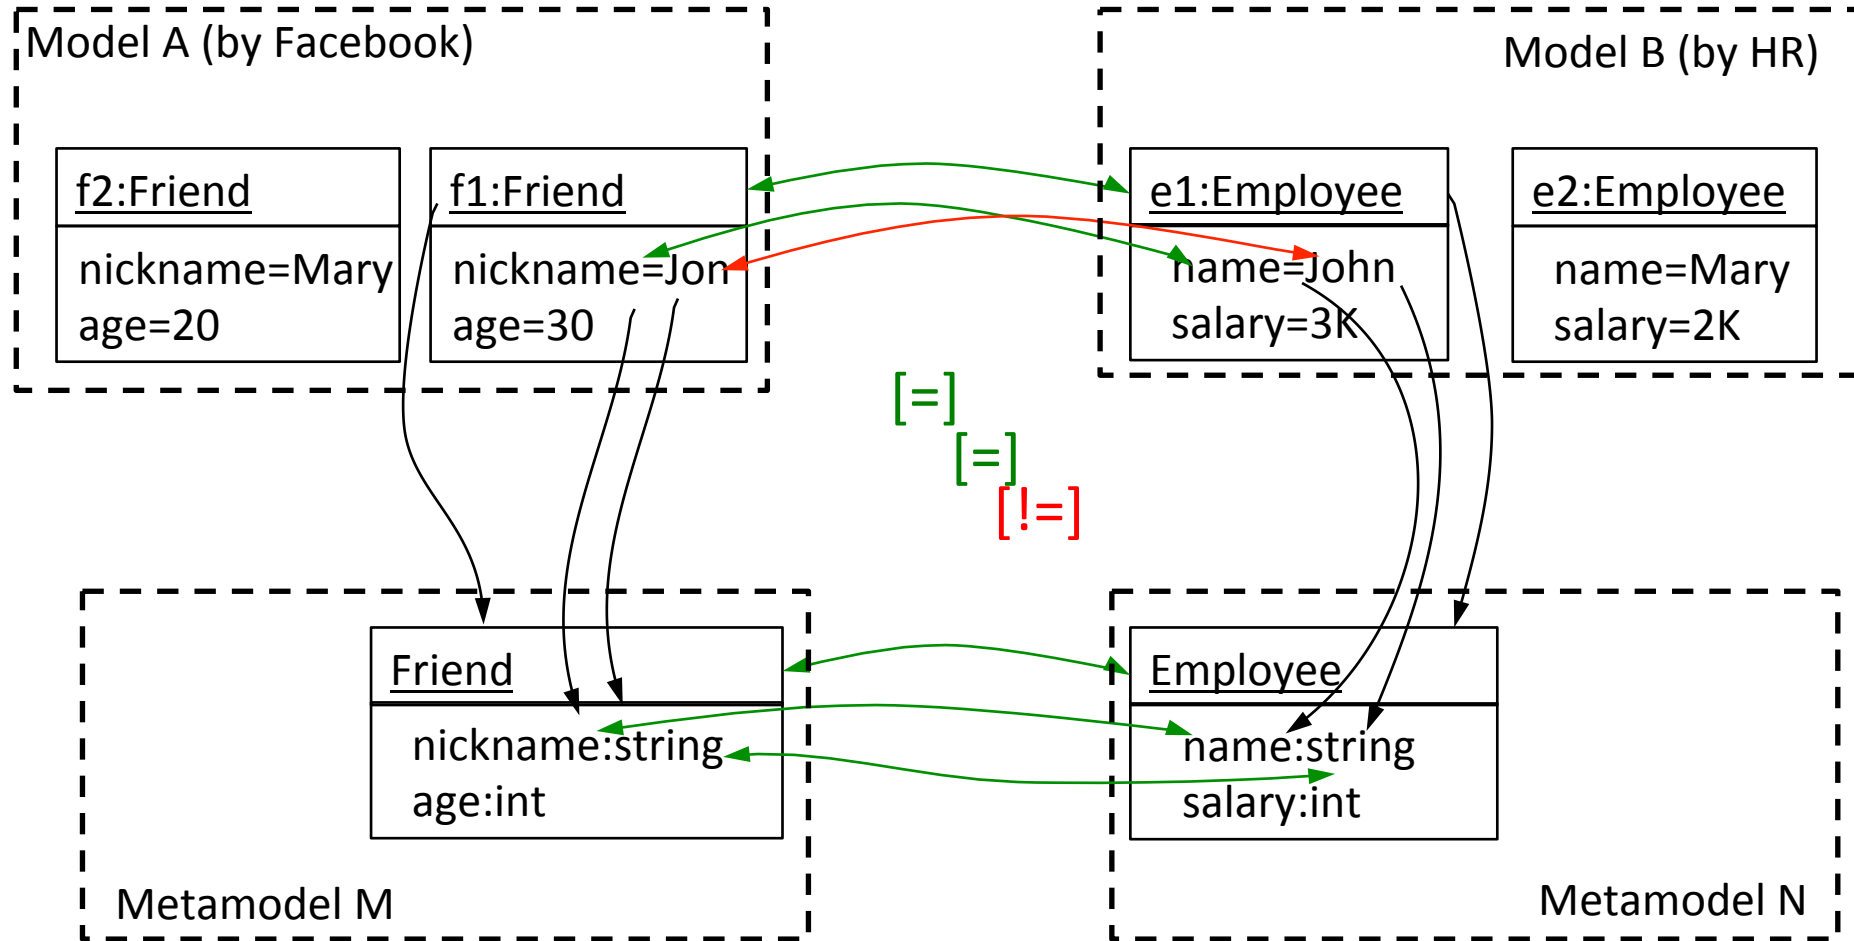 Model A (by Facebook)
Model B (by HR)
f2:Friend
nickname=Mary
age=20
f1:Friend
nickname=Jon
age=30
e1:Employee
name=John
salary=3K
e2:Employee
name=Mary
salary=2K
[=]
[=]
[!=]
Friend
nickname:string
age:int
Metamodel M
Employee
name:string
salary:int
Metamodel N